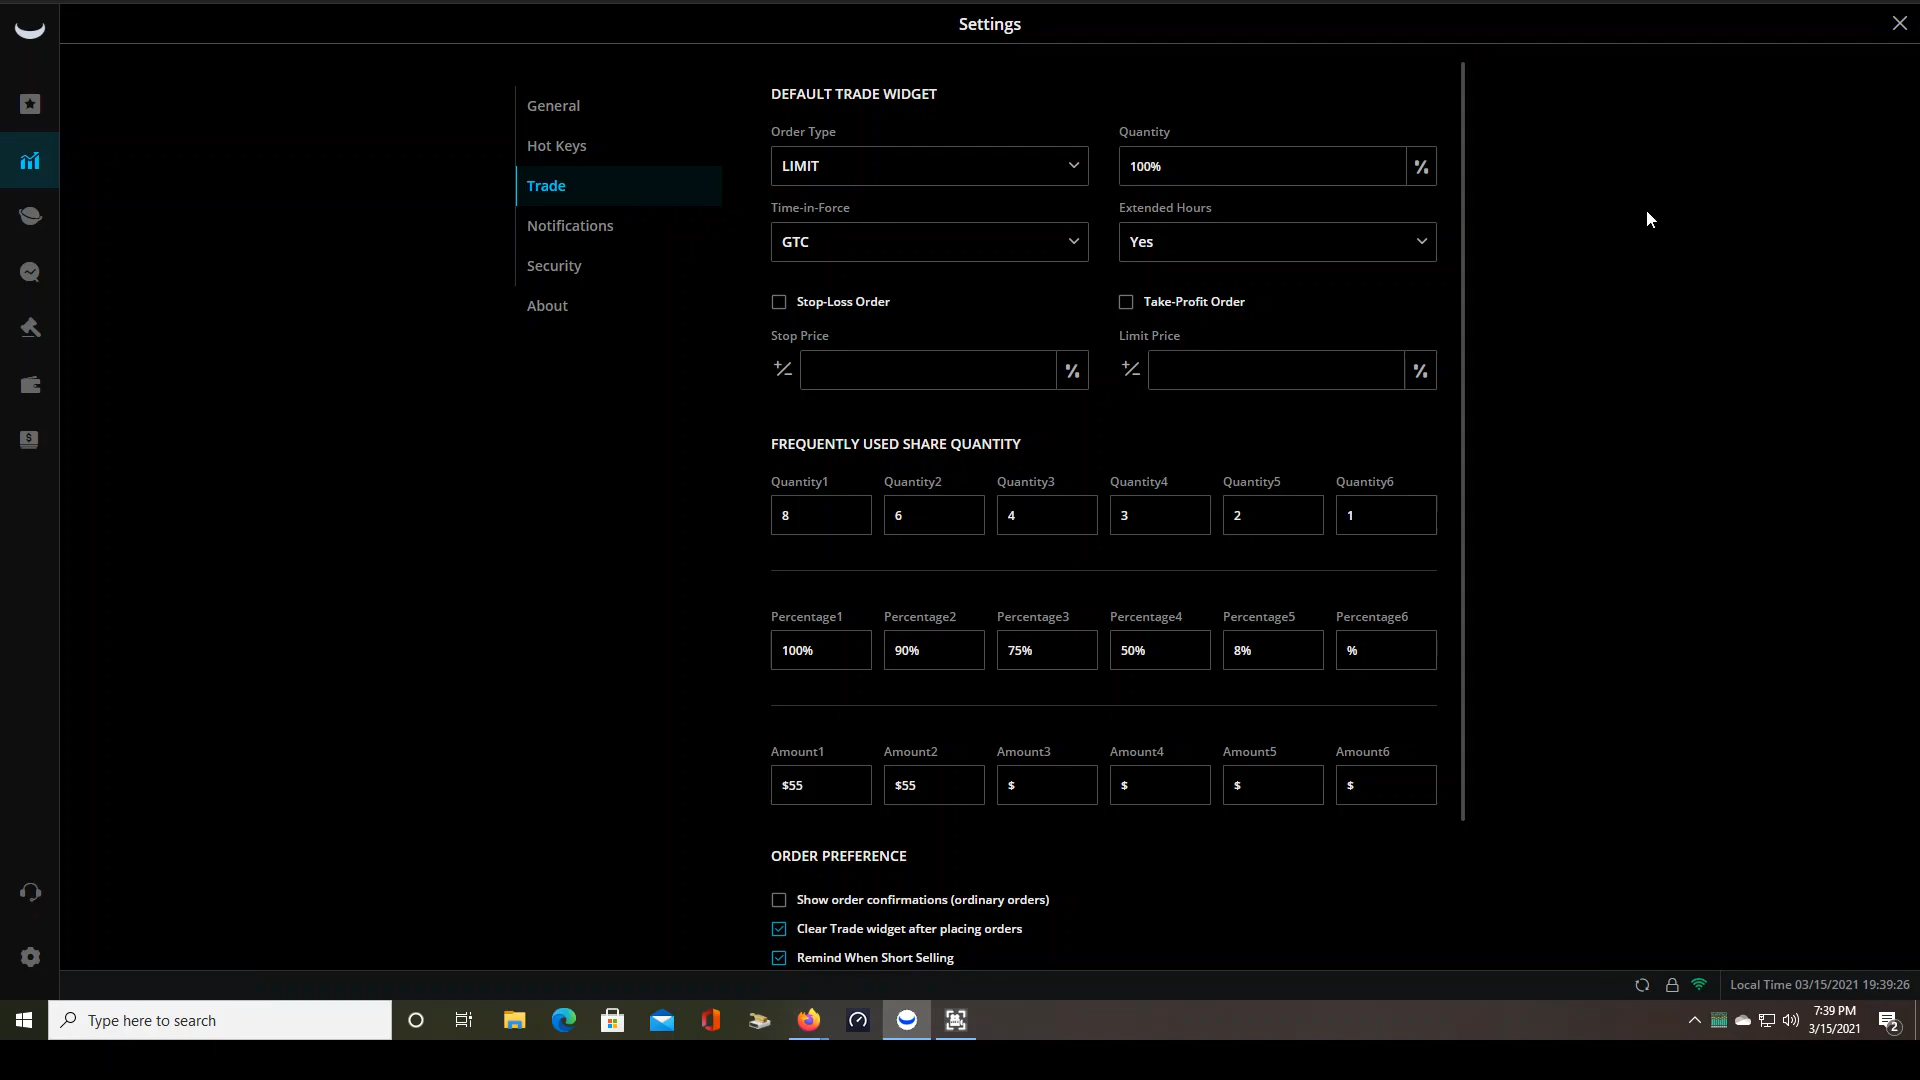 Settings
General
Hot Keys
Trade
Notifications
Security
About
DEFAULT TRADE WIDGET
Order Type
Quantity
LIMIT
100%
%
Time-in-Force
Extended Hours
GTC
Yes
Stop-Loss Order
Take-Profit Order
Stop Price
Limit Price
%
%
FREQUENTLY USED SHARE QUANTITY
Quantity1 Quantity2 Quantity3 Quantity4 Quantity5 Quantity6
8 6 4 3 2 1
Percentage1 Percentage2 Percentage3 Percentage4 Percentage5 Percentage6
100% 90% 75% 50% 8% %
Amount1 Amount2 Amount3 Amount4 Amount5 Amount6
$55 $55 $ $ $ $
ORDER PREFERENCE
Show order confirmations (ordinary orders)
Clear Trade widget after placing orders
Remind When Short Selling
Local Time 03/15/2021 19:39:26
Type here to search
7:39 PM
3/15/2021
2